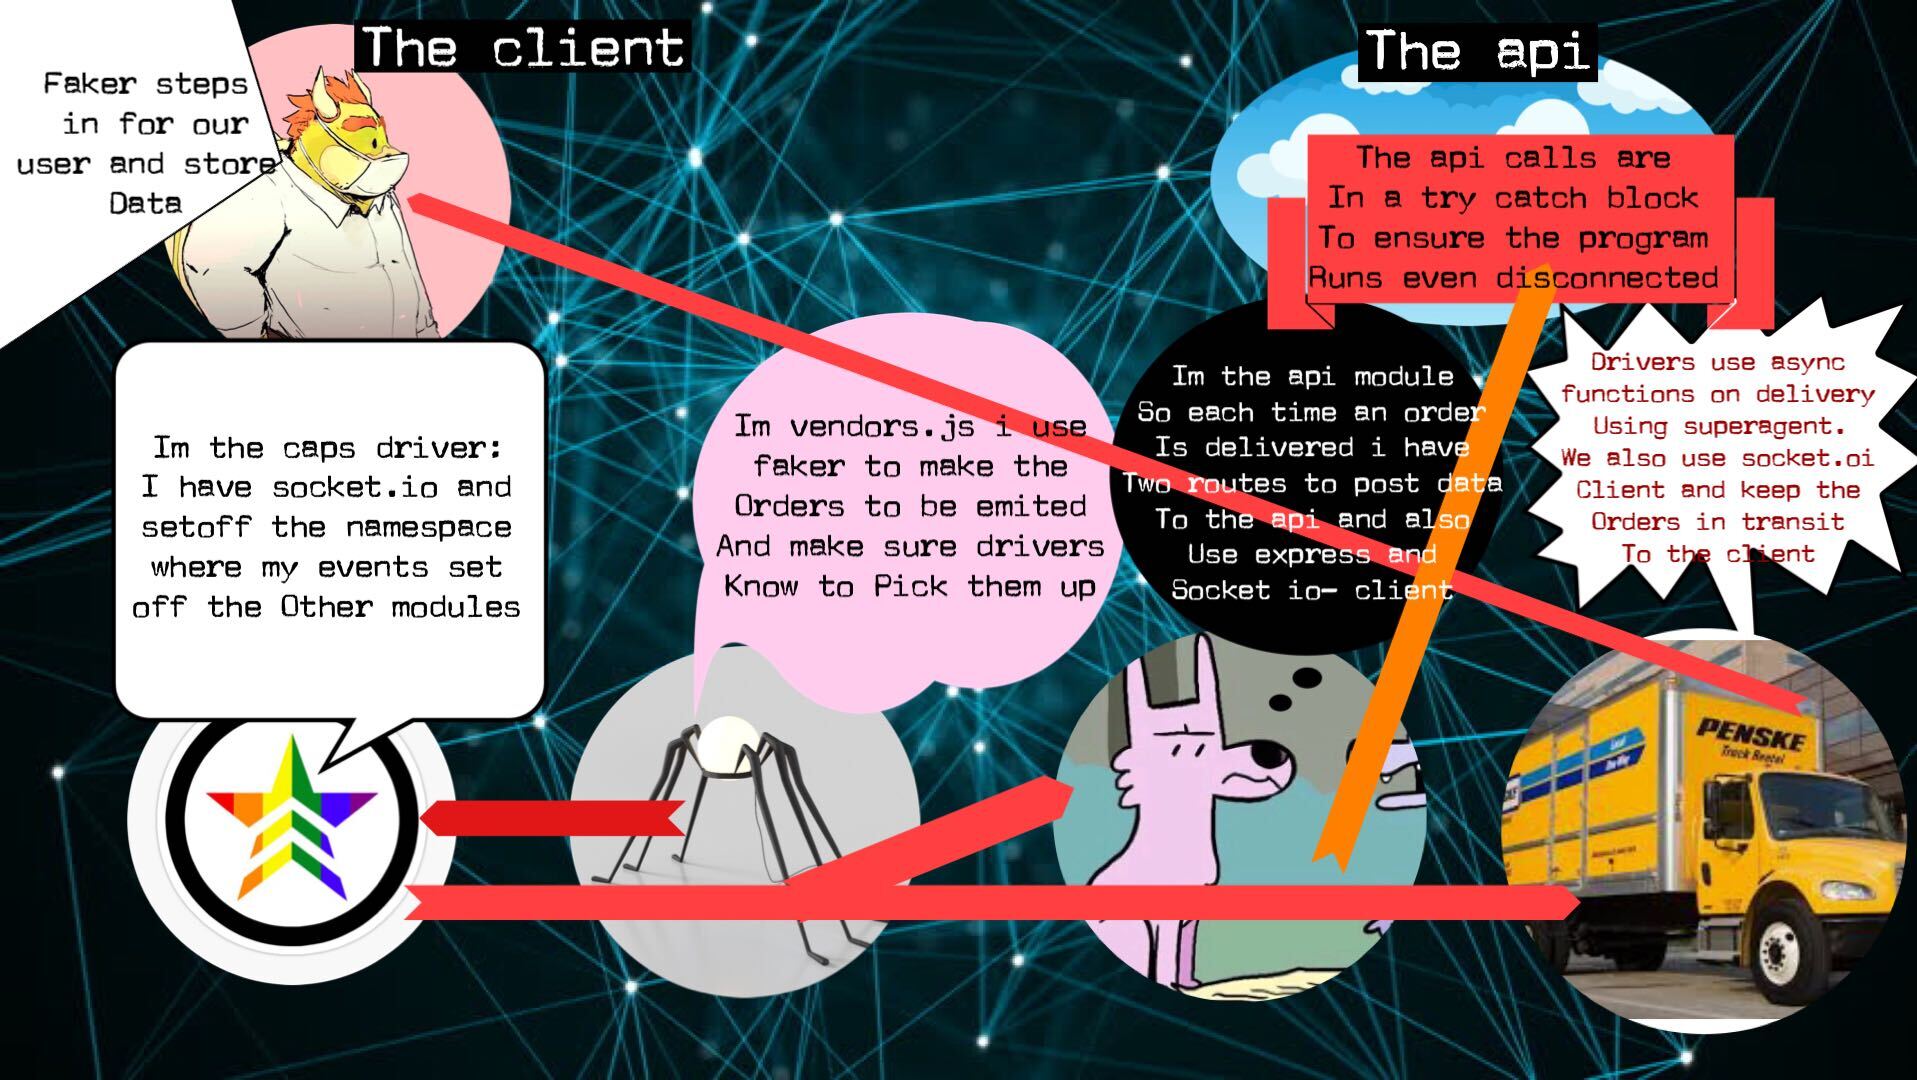 The client
The api
Faker steps
in for our
user and store
Data
The api calls are
In a try catch block
To ensure the program
Runs even disconnected
Im the caps driver:
I have socket.io and
setoff the namespace
where my events set
off the Other modules
Im vendors.js i use
faker to make the
Orders to be emited
And make sure drivers
Know to Pick them up
Im the api module
So each time an order
Is delivered i have
Two routes to post data
To the api and also
Use express and
Socket io- client
Drivers use async
functions on delivery
Using superagent.
We also use socket.oi
Client and keep the
Orders in transit
To the client
PENSKE
Truck Rental
Local
One-Way